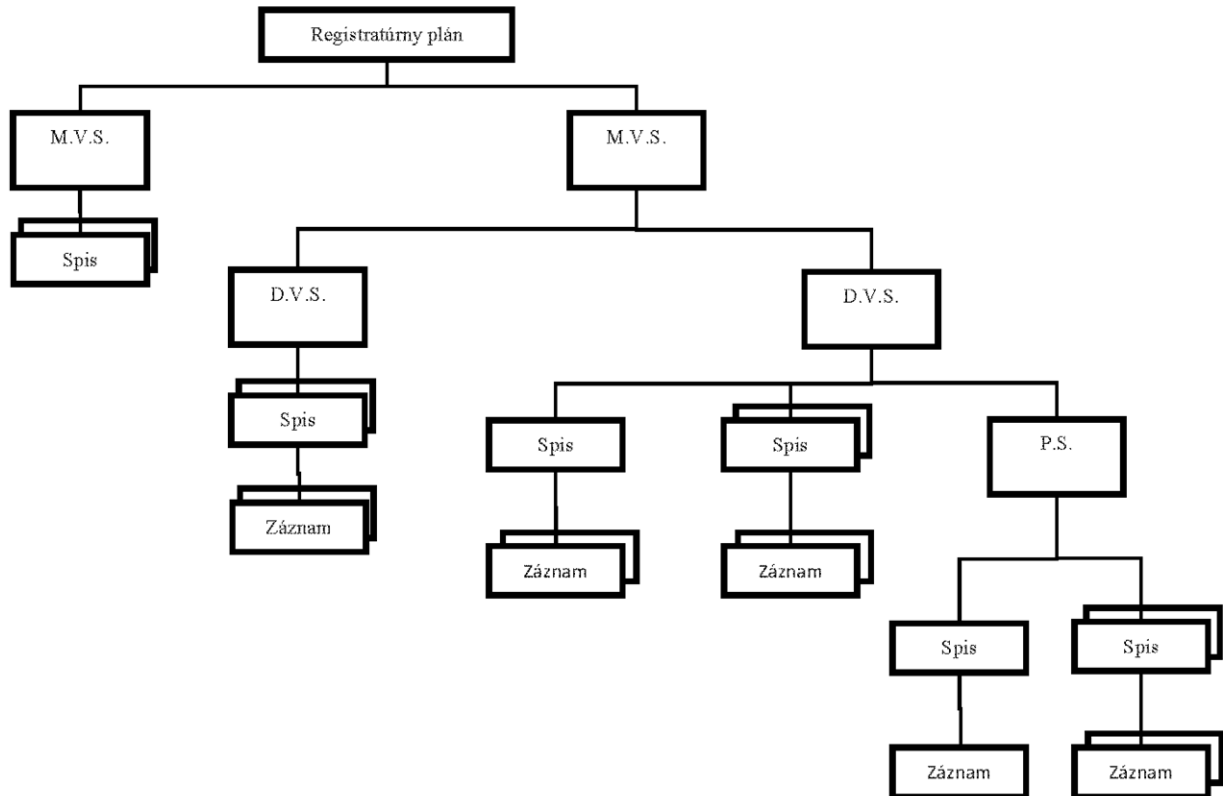 Registratúrny plán
M.V.S.
M.V.S.
Spis
D.V.S.
D.V.S.
Spis
Spis
Spis
P.S.
Záznam
Záznam
Záznam
Spis
Spis
Záznam
Záznam